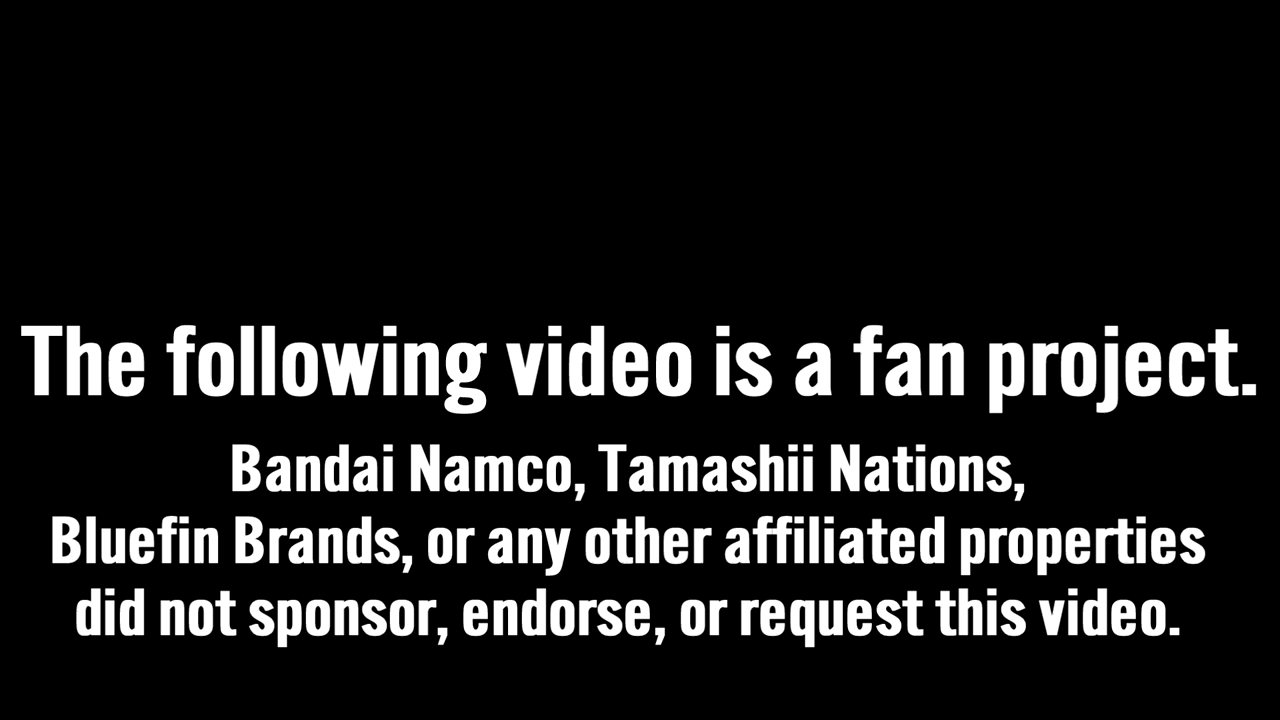 The following video is a fan project.
Bandai Namco, Tamashii Nations,
Bluefin Brands, or any other affiliated properties
did not sponsor, endorse, or request this video.